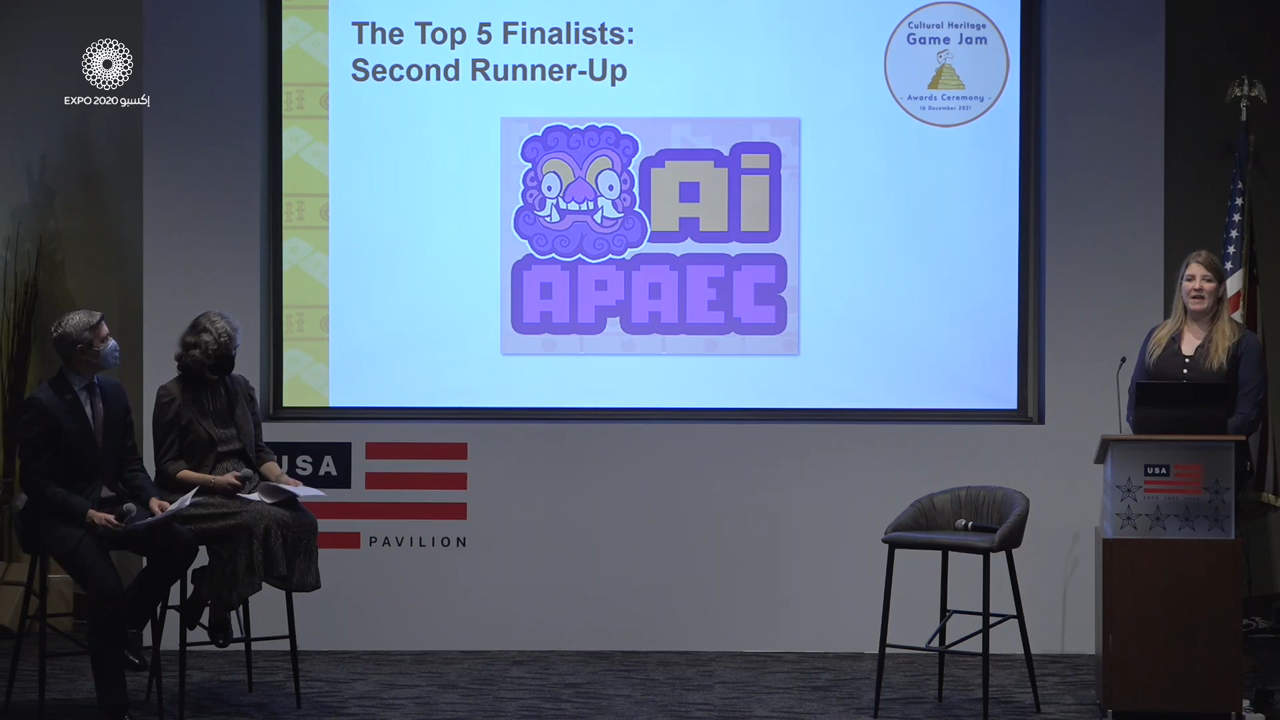 EXPO 2020 إكسبو
The Top 5 Finalists:
Second Runner-Up
Cultural Heritage
Game Jam
- Awards Ceremony -
16 December 2021
Ai
APAEC
USA
PAVILION
USA